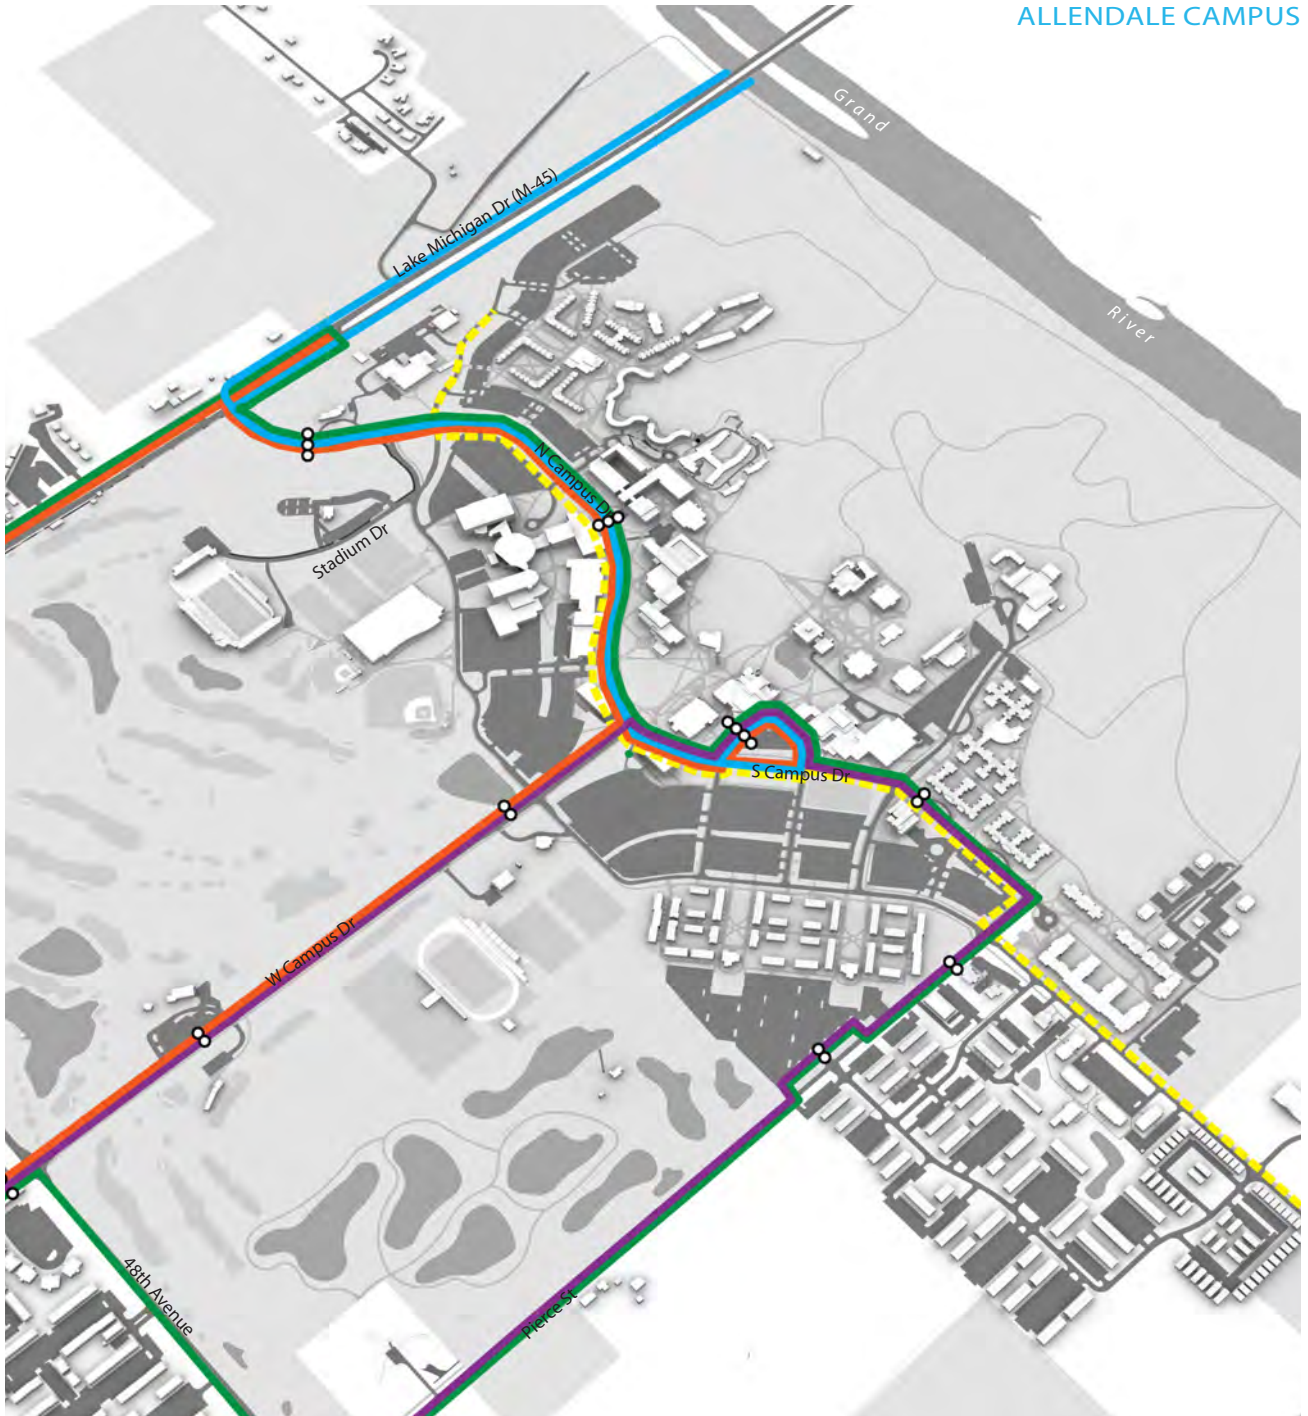 ALLENDALE CAMPUS
Grand
River
Lake Michigan Dr (M-45)
N Campus Dr
Stadium Dr
S Campus Dr
W Campus Dr
48th Avenue
Pierce St